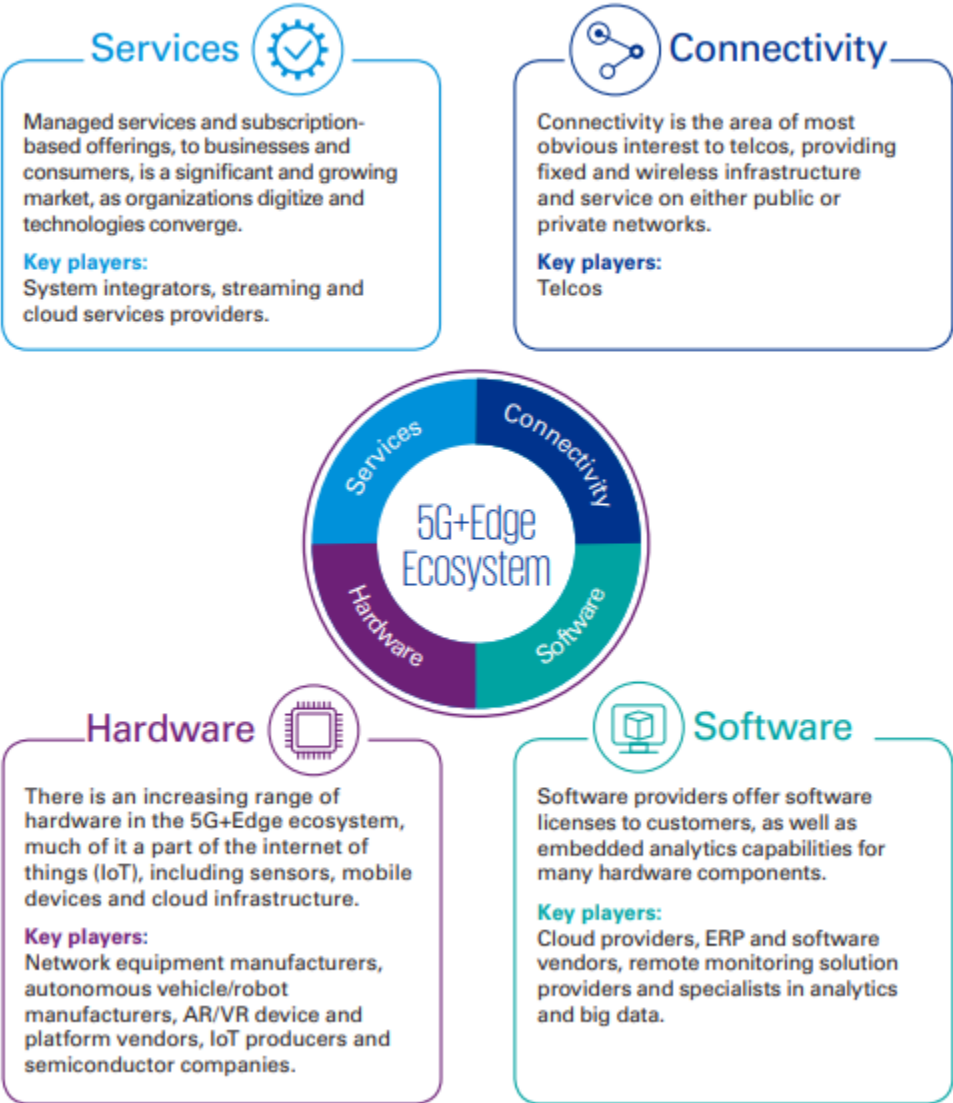 Services
Managed services and subscription-
based offerings, to businesses and
consumers, is a significant and growing
market, as organizations digitize and
technologies converge.
Key players:
System integrators, streaming and
cloud services providers.
Connectivity
Connectivity is the area of most
obvious interest to telcos, providing
fixed and wireless infrastructure
and service on either public or
private networks.
Key players:
Telcos
Services
Connectivity
5G+Edge
Ecosystem
Hardware
Software
Hardware
There is an increasing range of
hardware in the 5G+Edge ecosystem,
much of it a part of the internet of
things (IoT), including sensors, mobile
devices and cloud infrastructure.
Key players:
Network equipment manufacturers,
autonomous vehicle/robot
manufacturers, AR/VR device and
platform vendors, IoT producers and
semiconductor companies.
Software
Software providers offer software
licenses to customers, as well as
embedded analytics capabilities for
many hardware components.
Key players:
Cloud providers, ERP and software
vendors, remote monitoring solution
providers and specialists in analytics
and big data.